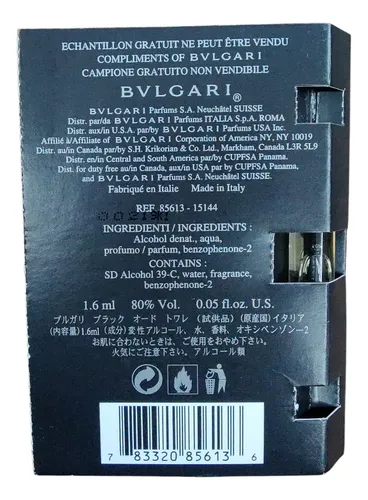 ECHANTILLON GRATUIT NE PEUT ÊTRE VENDU
COMPLIMENTS OF BVLGARI
CAMPIONE GRATUITO NON VENDIBILE
BVLGARI®
BVLGARI Parfums S.A. Neuchâtel SUISSE
Distr. par/da BVLGARI Parfums ITALIA S.p.A. ROMA
Distr. aux/in U.S.A. par/by BVLGARI Parfums USA Inc.
Affilié à/Affiliate of BVLGARI Corporation of America NY, NY 10019
Distr. au/in Canada par/by S.H. Krikorian & Co. Ltd., Markham, Canada L3R 5L9
Distr. en/in Central and South America par/by CUPFSA Panama.
Dist. for duty free au/in Canada, aux/in USA par/by CUPFSA Panama,
and BVLGARI Parfums S.A. Neuchâtel SUISSE.
Fabriqué en Italie Made in Italy
REF. 85613 - 15144
INGREDIENTI / INGREDIENTS :
Alcohol denat., aqua,
profumo / parfum, benzophenone-2
CONTAINS :
SD Alcohol 39-C, water, fragrance,
benzophenone-2
1.6 ml 80% Vol. 0.05 fl.oz. U.S.
ブルガリ ブラック オード トワレ (試供品) (原産国)イタリア
(内容量)1.6ml (成分)変性アルコール、水、香料、オキシベンゾン-2
お肌に合わないときは、ご使用をおやめ下さい。
火気にご注意下さい。アルコール類
7 83320 85613 6